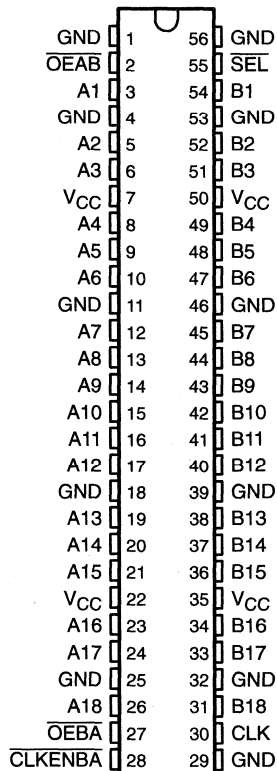 GND 1 56 GND
OEAB 2 55 SEL
A1 3 54 B1
GND 4 53 GND
A2 5 52 B2
A3 6 51 B3
VCC 7 50 VCC
A4 8 49 B4
A5 9 48 B5
A6 10 47 B6
GND 11 46 GND
A7 12 45 B7
A8 13 44 B8
A9 14 43 B9
A10 15 42 B10
A11 16 41 B11
A12 17 40 B12
GND 18 39 GND
A13 19 38 B13
A14 20 37 B14
A15 21 36 B15
VCC 22 35 VCC
A16 23 34 B16
A17 24 33 B17
GND 25 32 GND
A18 26 31 B18
OEBA 27 30 CLK
CLKENBA 28 29 GND